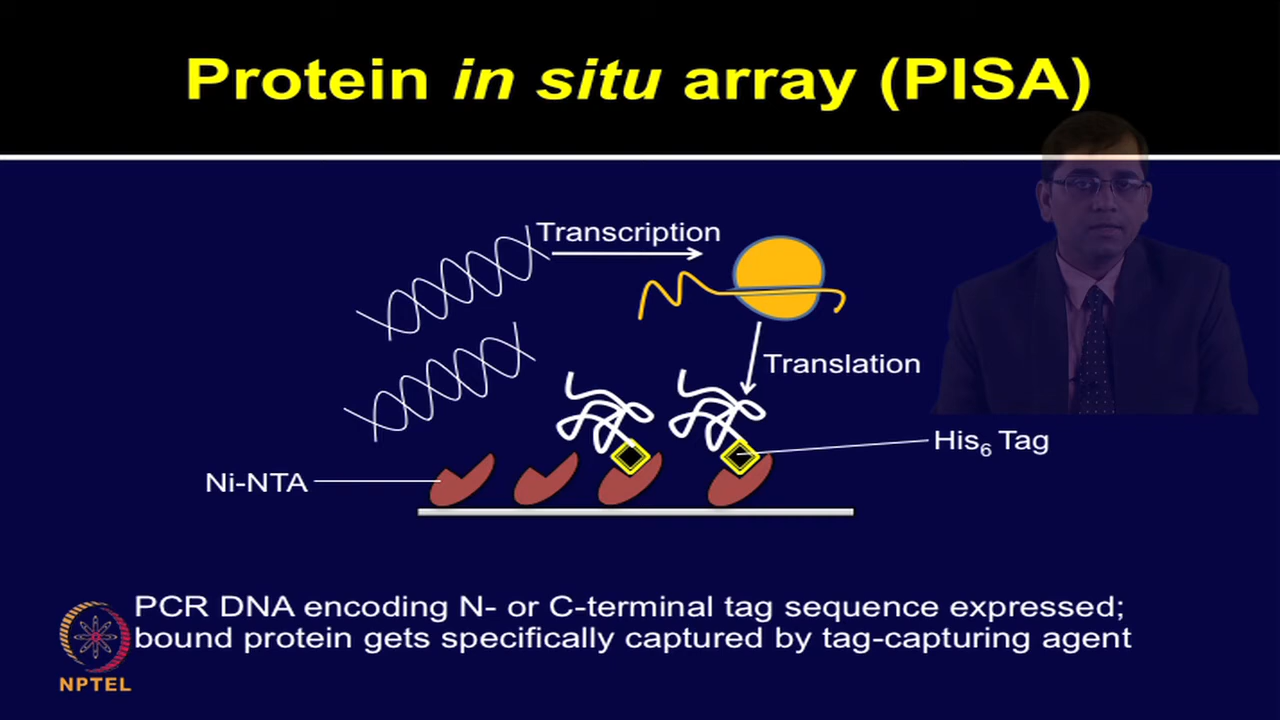 Protein in situ array (PISA)
Transcription
Translation
His6 Tag
Ni-NTA
PCR DNA encoding N- or C-terminal tag sequence expressed;
bound protein gets specifically captured by tag-capturing agent
NPTEL